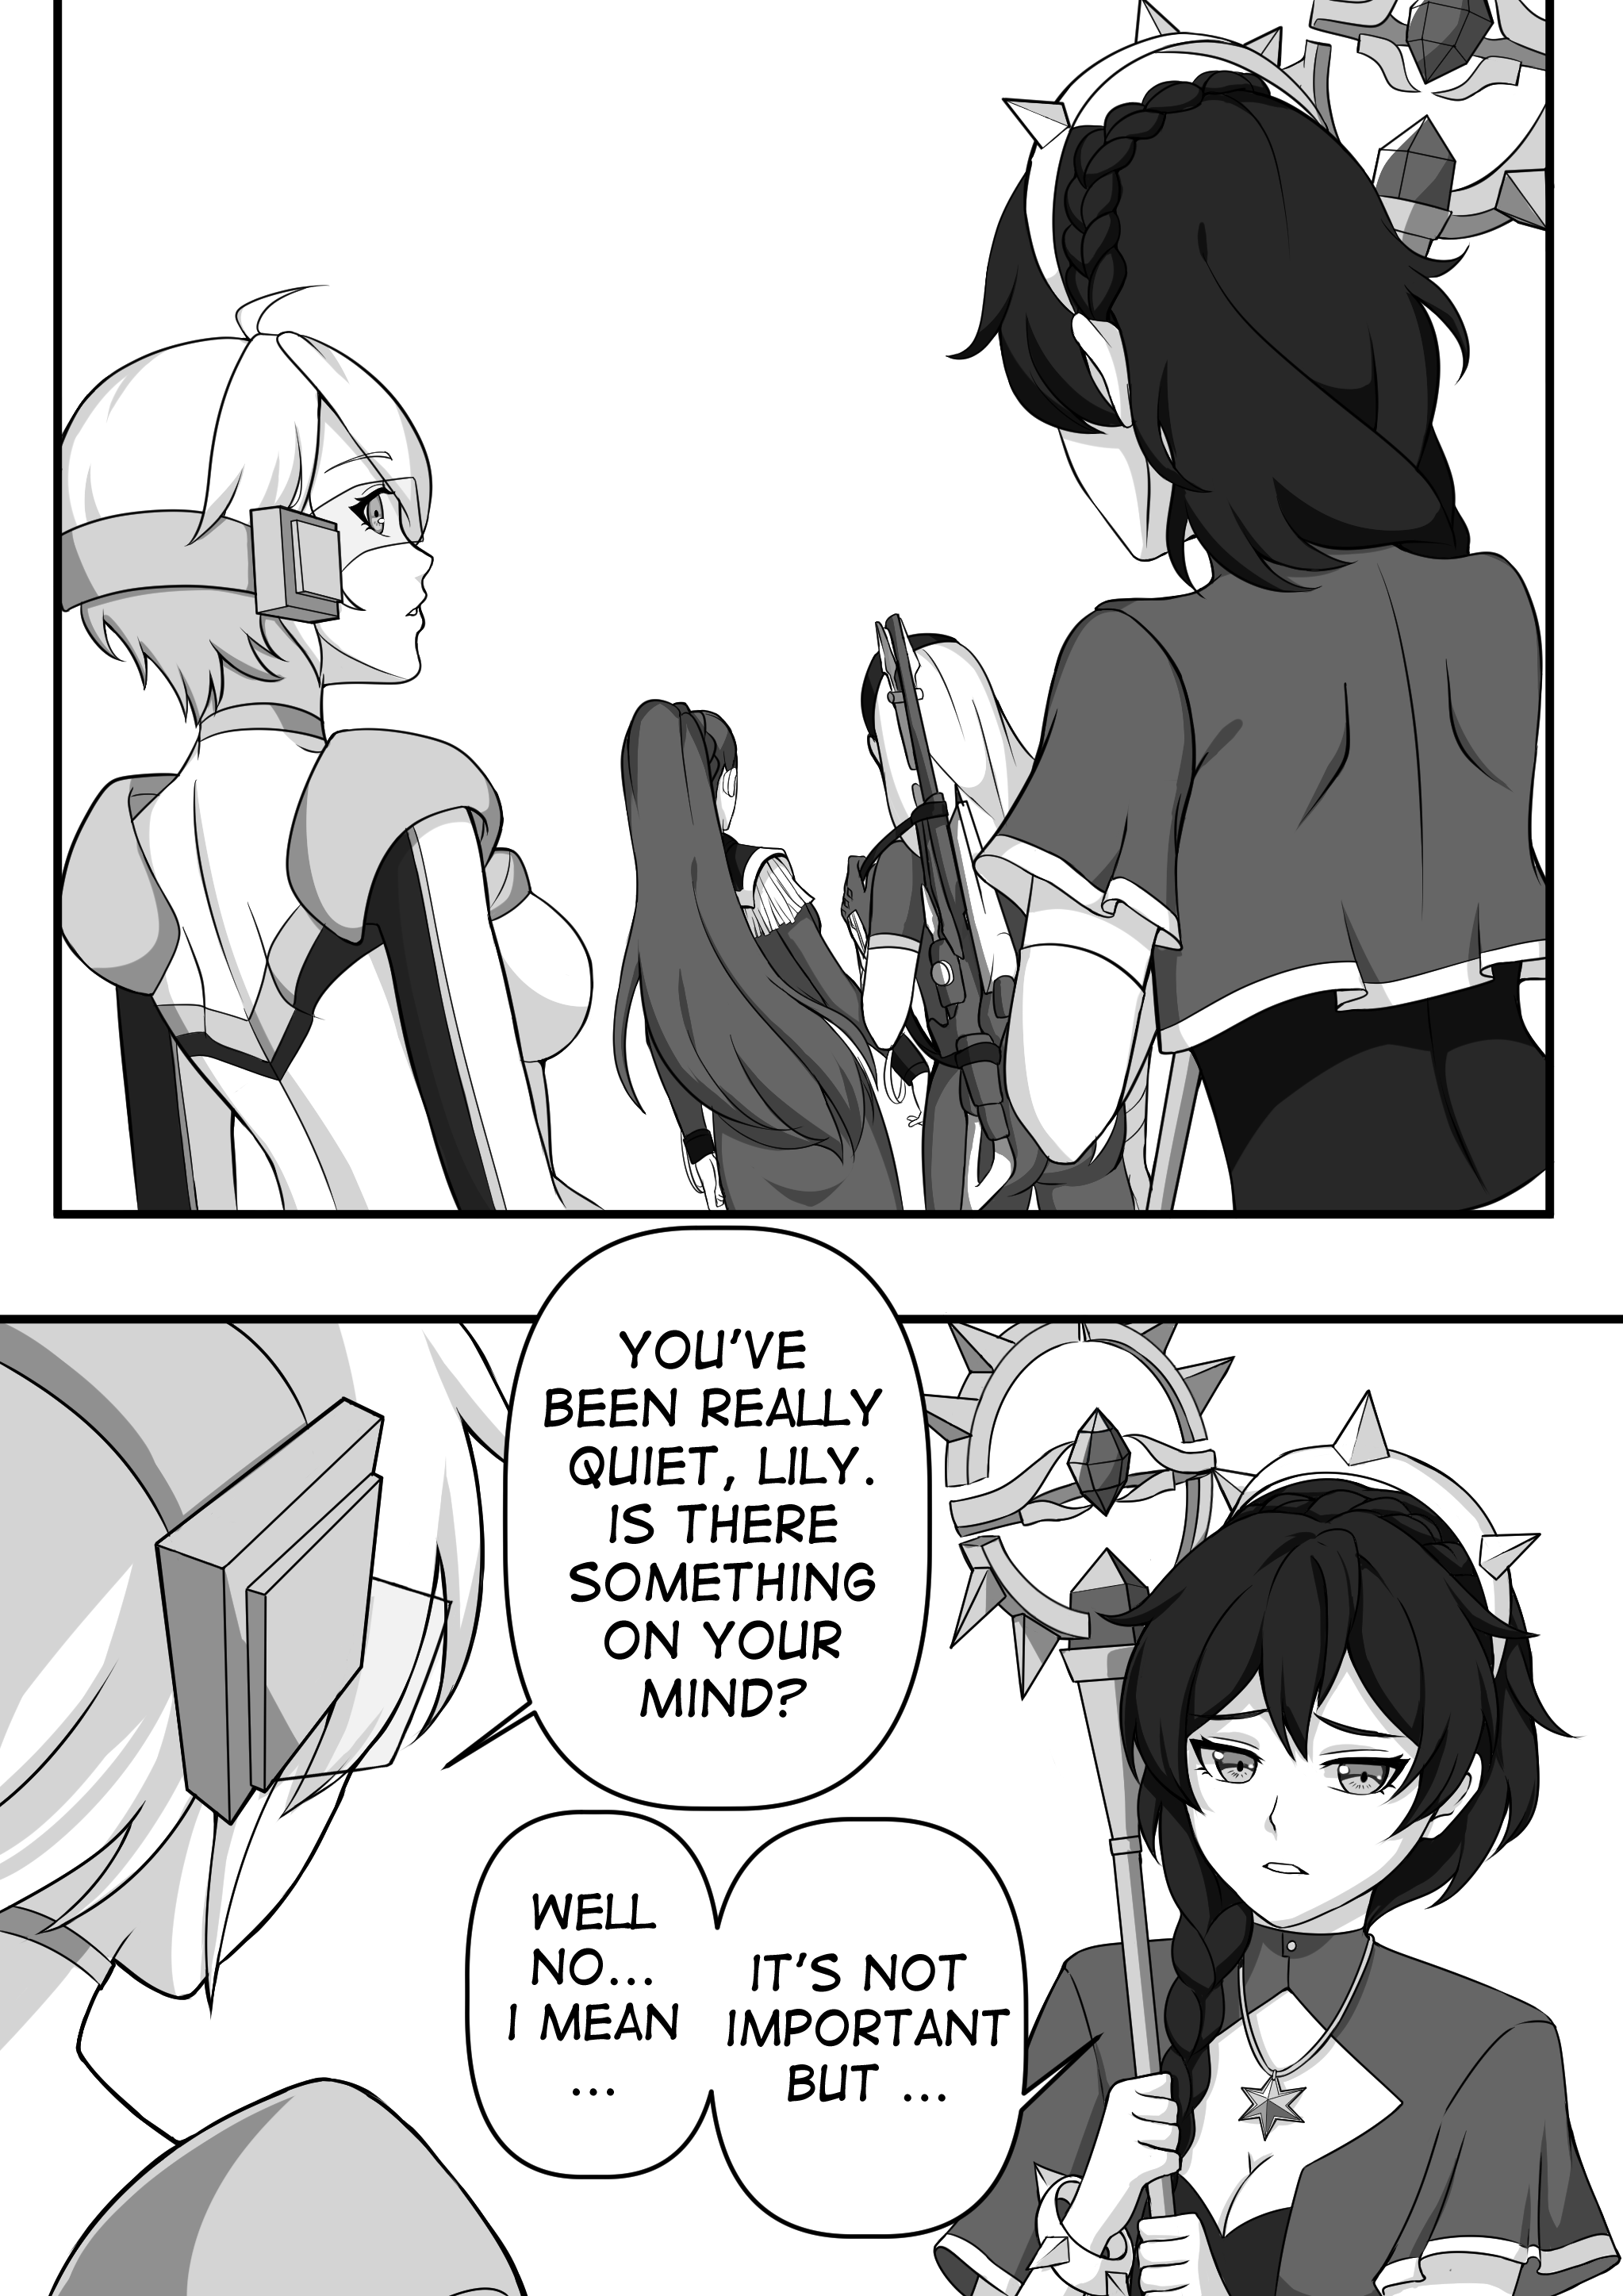 YOU'VE
BEEN REALLY
QUIET, LILY.
IS THERE
SOMETHING
ON YOUR
MIND?
WELL
NO...
I MEAN
...
IT'S NOT
IMPORTANT
BUT ...